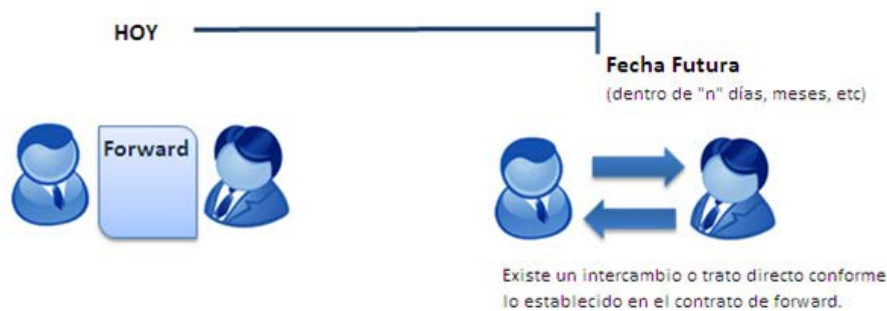 HOY
Fecha Futura
(dentro de "n" días, meses, etc)
Forward
Existe un intercambio o trato directo conforme
lo establecido en el contrato de forward.